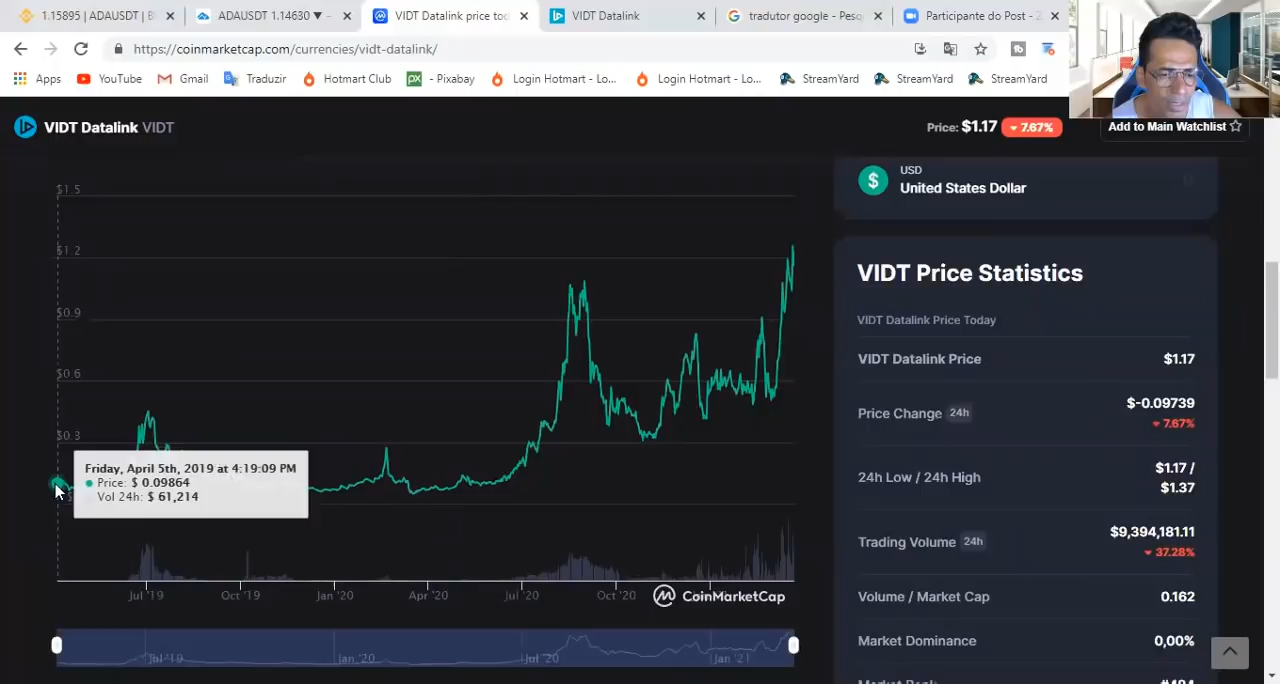 1.15895 | ADAUSDT | B
ADAUSDT 1.14630 ▼
VIDT Datalink price tod
VIDT Datalink
tradutor google - Pesq
Participante do Post - Z
https://coinmarketcap.com/currencies/vidt-datalink/
Apps
YouTube
Gmail
Traduzir
Hotmart Club
- Pixabay
Login Hotmart - Lo...
Login Hotmart - Lo...
StreamYard
StreamYard
StreamYard
VIDT Datalink VIDT
Price: $1.17 7.67%
Add to Main Watchlist
$1.5
$1.2
$0.9
$0.6
$0.3
Friday, April 5th, 2019 at 4:19:09 PM
Price: $ 0.09864
Vol 24h: $ 61,214
Jul '19
Oct '19
Jan '20
Apr '20
Jul '20
Oct '20
CoinMarketCap
Jul '19
Jan '20
Jul '20
Jan '21
USD
United States Dollar
VIDT Price Statistics
VIDT Datalink Price Today
VIDT Datalink Price
$1.17
Price Change 24h
$-0.09739
7.67%
24h Low / 24h High
$1.17 /
$1.37
Trading Volume 24h
$9,394,181.11
37.28%
Volume / Market Cap
0.162
Market Dominance
0,00%